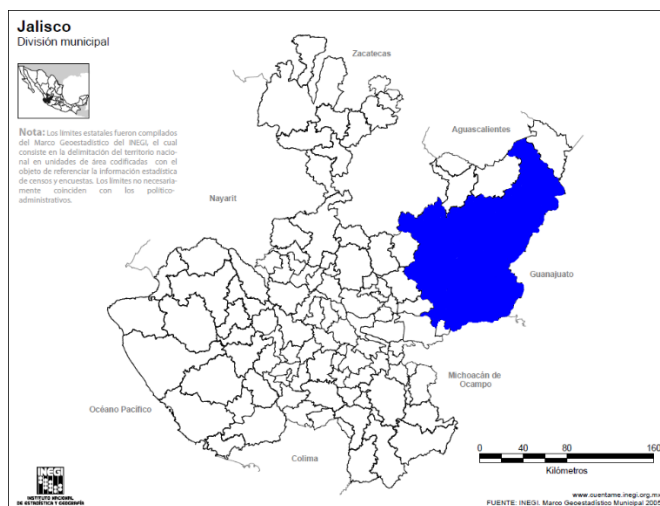 Jalisco
División municipal
Zacatecas
Nota: Los límites estatales fueron compilados
del Marco Geoestadístico del INEGI, el cual
consiste en la delimitación del territorio nacio-
nal en unidades de área codificadas con el
objeto de referenciar la información estadística
de censos y encuestas. Los límites no necesaria-
mente coinciden con los político-
administrativos.
Aguascalientes
Nayarit
Guanajuato
Michoacán de
Ocampo
Océano Pacífico
Colima
0 40 80 160
Kilómetros
INEGI
INSTITUTO NACIONAL
DE ESTADÍSTICA Y GEOGRAFÍA
www.cuentame.inegi.org.mx
FUENTE: INEGI. Marco Geoestadístico Municipal 2005